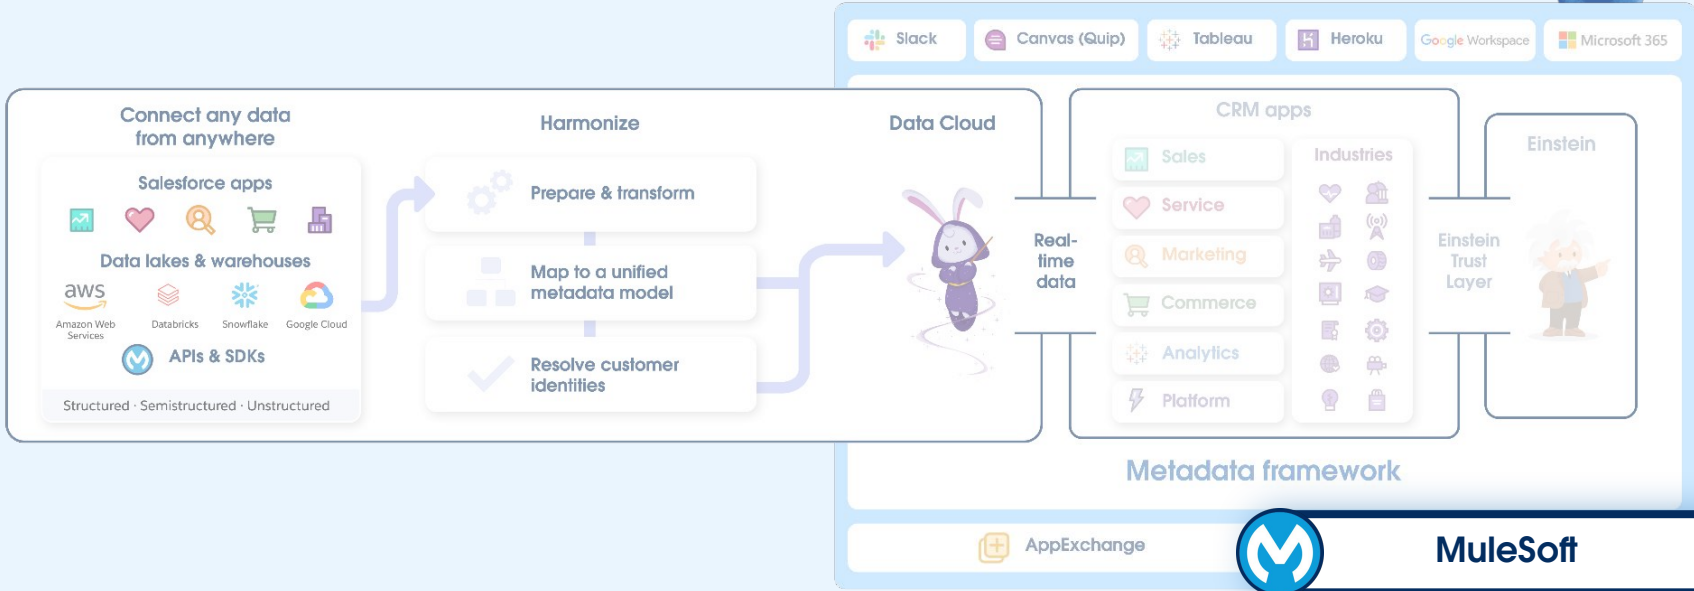 Slack
Canvas (Quip)
Tableau
Heroku
Google Workspace
Microsoft 365
Connect any data
from anywhere
Salesforce apps
Data lakes & warehouses
aws
Amazon Web
Services
Databricks
Snowflake
Google Cloud
APIs & SDKs
Structured · Semistructured · Unstructured
Harmonize
Prepare & transform
Map to a unified
metadata model
Resolve customer
identities
Data Cloud
Real-
time
data
CRM apps
Sales
Service
Marketing
Commerce
Analytics
Platform
Industries
Einstein
Trust
Layer
Einstein
Metadata framework
AppExchange
MuleSoft